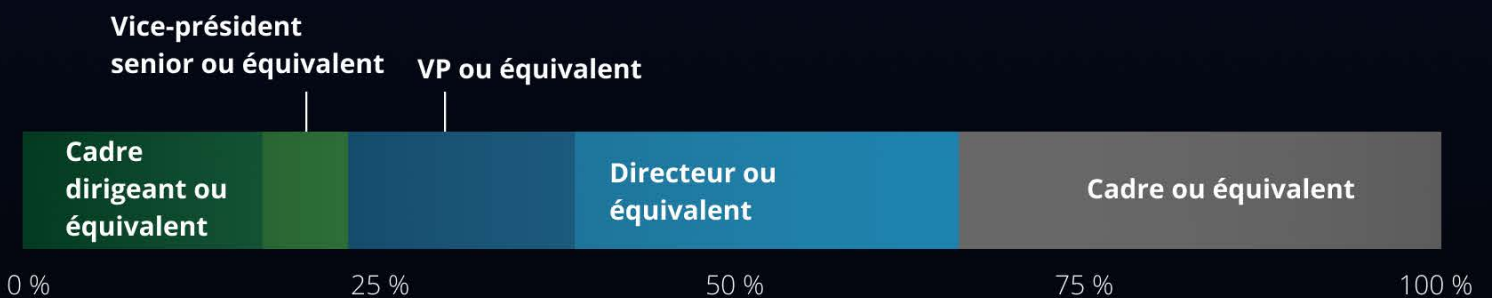 Vice-président
senior ou équivalent
VP ou équivalent
Cadre
dirigeant ou
équivalent
Directeur ou
équivalent
Cadre ou équivalent
0 %
25 %
50 %
75 %
100 %